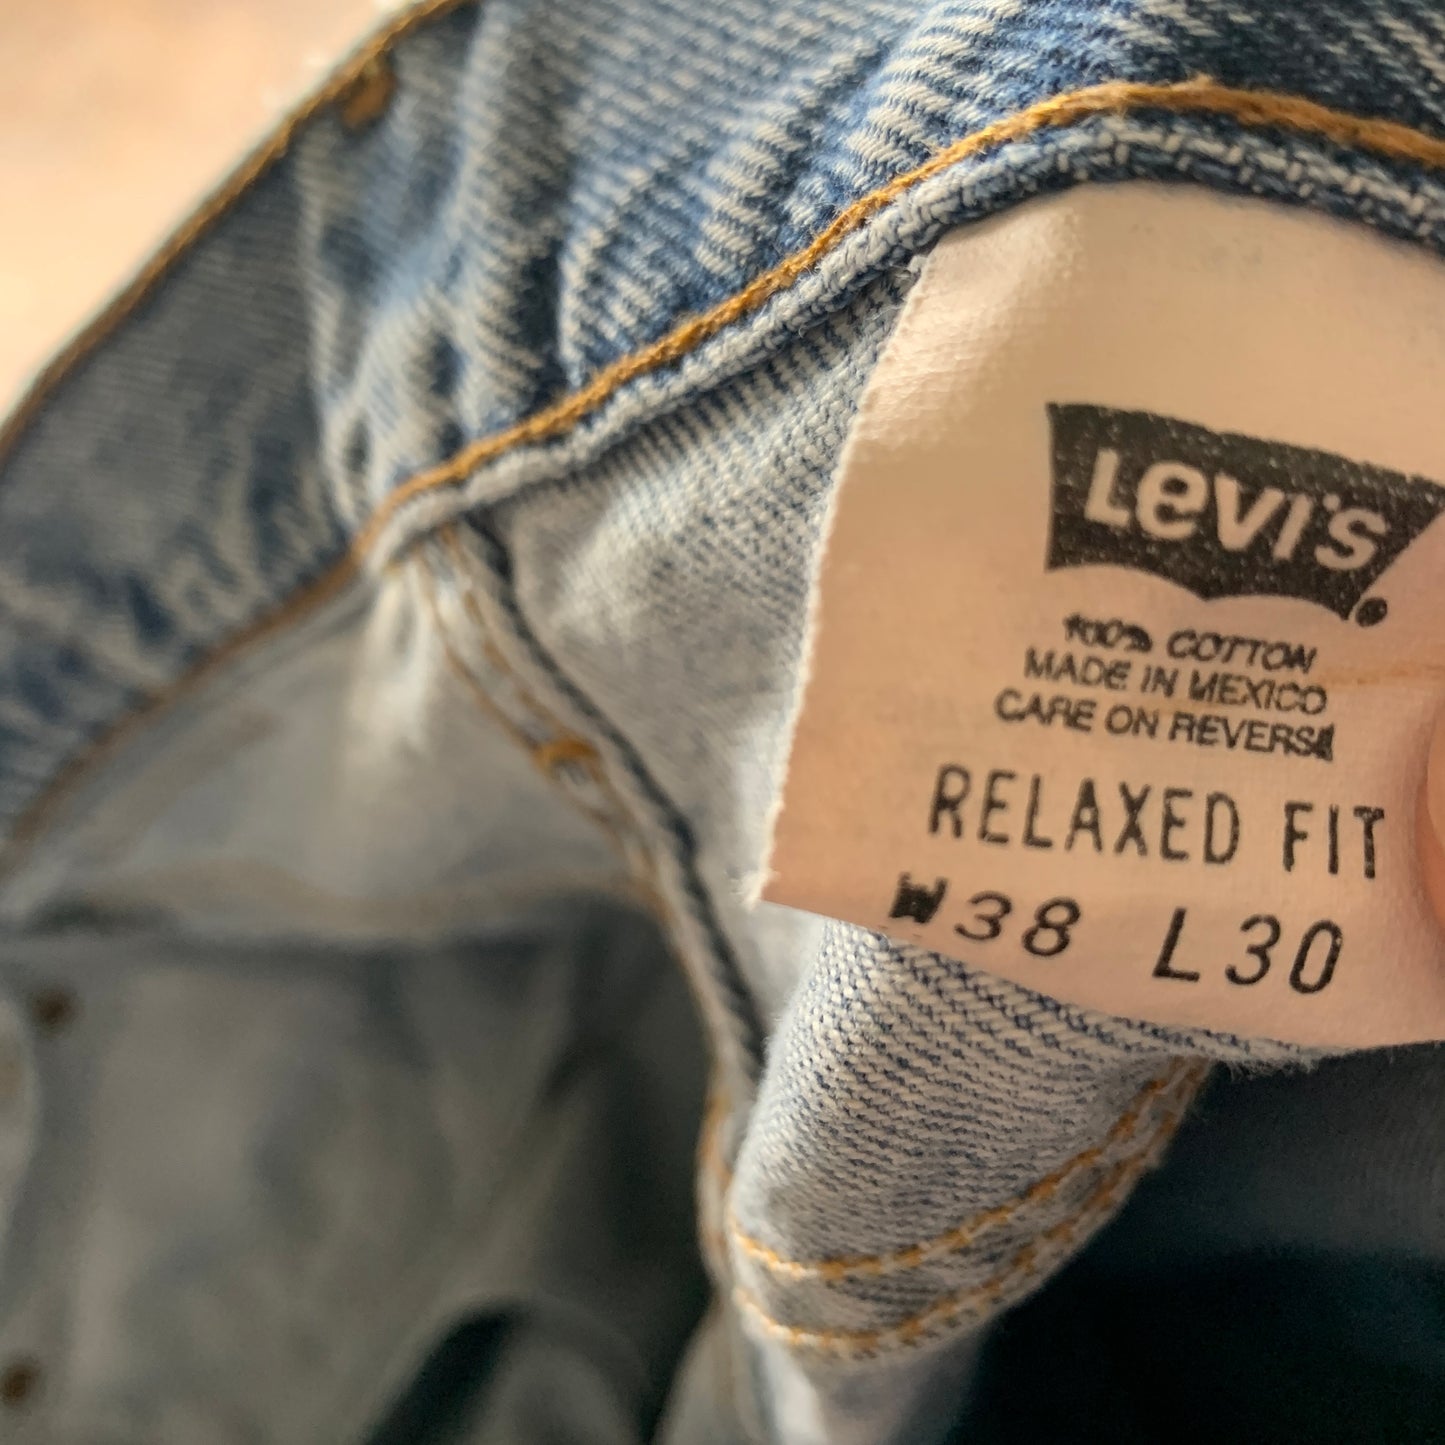 Levi's®
100% COTTON
MADE IN MEXICO
CARE ON REVERSE
RELAXED FIT
W38 L30